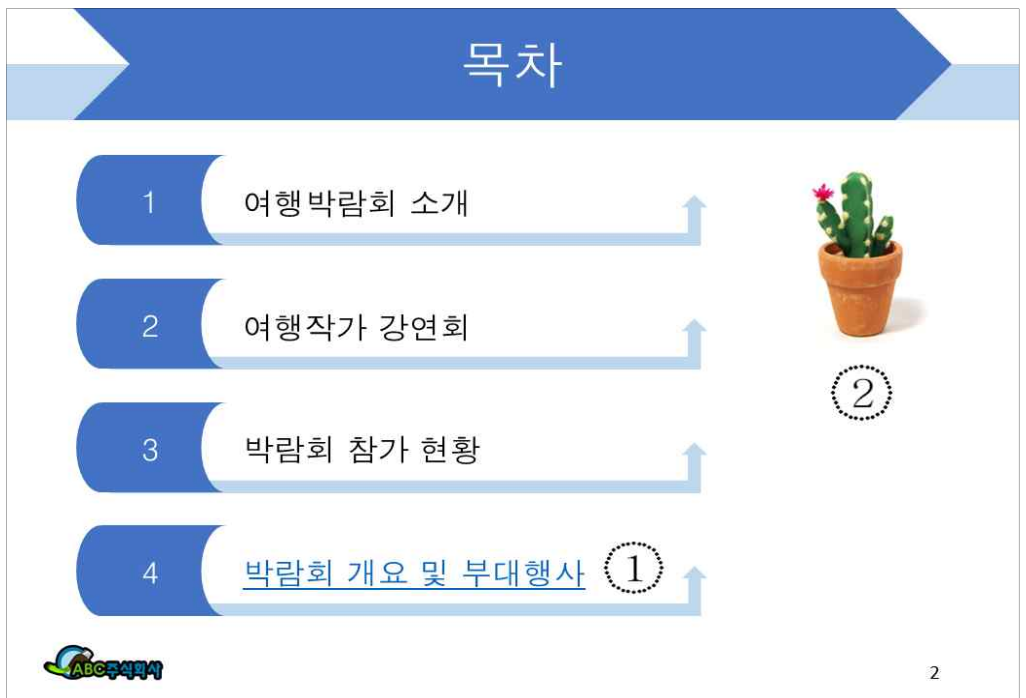 목차
1 여행박람회 소개
2 여행작가 강연회
②
3 박람회 참가 현황
4 박람회 개요 및 부대행사 ①
ABC주식회사
2